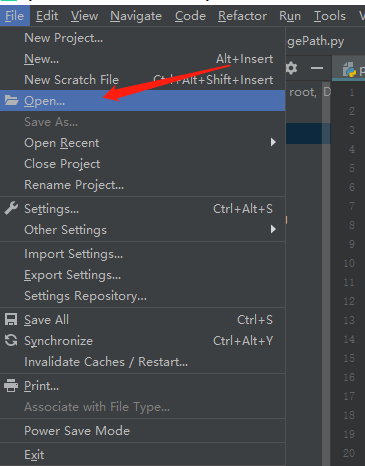 File Edit View Navigate Code Refactor Run Tools
New Project...
gePath.py
New... Alt+Insert
New Scratch File Ctrl+Alt+Shift+Insert
root, D
1
Open...
2
Save As...
3
Open Recent
4
Close Project
5
Rename Project...
6
Settings... Ctrl+Alt+S
7
Other Settings
8
Import Settings...
9
Export Settings...
10
Settings Repository...
11
Save All Ctrl+S
12
Synchronize Ctrl+Alt+Y
13
Invalidate Caches / Restart...
14
Print...
15
Associate with File Type...
16
Power Save Mode
17
18
Exit
19
20